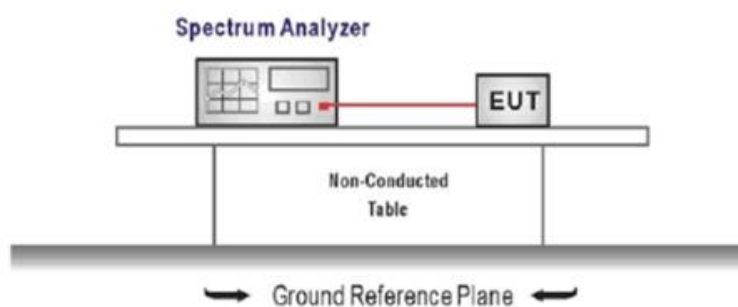 Spectrum Analyzer
EUT
Non-Conducted
Table
Ground Reference Plane